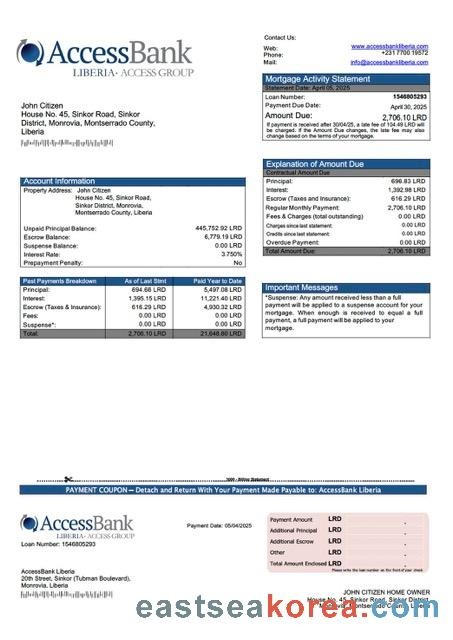 AccessBank
LIBERIA· ACCESS GROUP
Contact Us:
Web: www.accessbankliberia.com
Phone: +231 7700 19572
Mail: info@accessbankliberia.com
Mortgage Activity Statement
Statement Date: April 05, 2025
Loan Number: 1546805293
Payment Due Date: April 30, 2025
Amount Due: 2,706.10 LRD
If payment is received after 30/04/25, a late fee of 104.49 LRD will
be charged. If the Amount Due changes, the late fee may also
change based on the terms of your mortgage.
John Citizen
House No. 45, Sinkor Road, Sinkor
District, Monrovia, Montserrado County,
Liberia
Account Information
Property Address: John Citizen
House No. 45, Sinkor Road,
Sinkor District, Monrovia,
Montserrado County, Liberia
Unpaid Principal Balance: 445,752.92 LRD
Escrow Balance: 6,779.19 LRD
Suspense Balance: 0.00 LRD
Interest Rate: 3.750%
Prepayment Penalty: No
Explanation of Amount Due
Contractual Amount Due
Principal: 696.83 LRD
Interest: 1,392.98 LRD
Escrow (Taxes and Insurance): 616.29 LRD
Regular Monthly Payment: 2,706.10 LRD
Fees & Charges (total outstanding) 0.00 LRD
Charges since last statement: 0.00 LRD
Credits since last statement: 0.00 LRD
Overdue Payment: 0.00 LRD
Total Amount Due: 2,706.10 LRD
Past Payments Breakdown As of Last Stmt Paid Year to Date
Principal: 694.66 LRD 5,497.08 LRD
Interest: 1,395.15 LRD 11,221.40 LRD
Escrow (Taxes & Insurance): 616.29 LRD 4,930.32 LRD
Fees: 0.00 LRD 0.00 LRD
Suspense*: 0.00 LRD 0.00 LRD
Total: 2,706.10 LRD 21,648.80 LRD
Important Messages
*Suspense: Any amount received less than a full
payment will be applied to a suspense account for your
mortgage. When enough is received to equal a full
payment, a full payment will be applied to your
mortgage.
PAYMENT COUPON — Detach and Return With Your Payment Made Payable to: AccessBank Liberia
AccessBank
LIBERIA· ACCESS GROUP
Loan Number: 1546805293
Payment Date: 05/04/2025
Payment Amount LRD .
Additional Principal LRD .
Additional Escrow LRD .
Other LRD .
Total Amount Enclosed LRD .
Please write the loan number on the front of your check.
AccessBank Liberia
20th Street, Sinkor (Tubman Boulevard),
Monrovia, Liberia
JOHN CITIZEN HOME OWNER
House No. 45, Sinkor Road, Sinkor District
Monrovia, Montserrado County, Liberia
eastseakorea.com